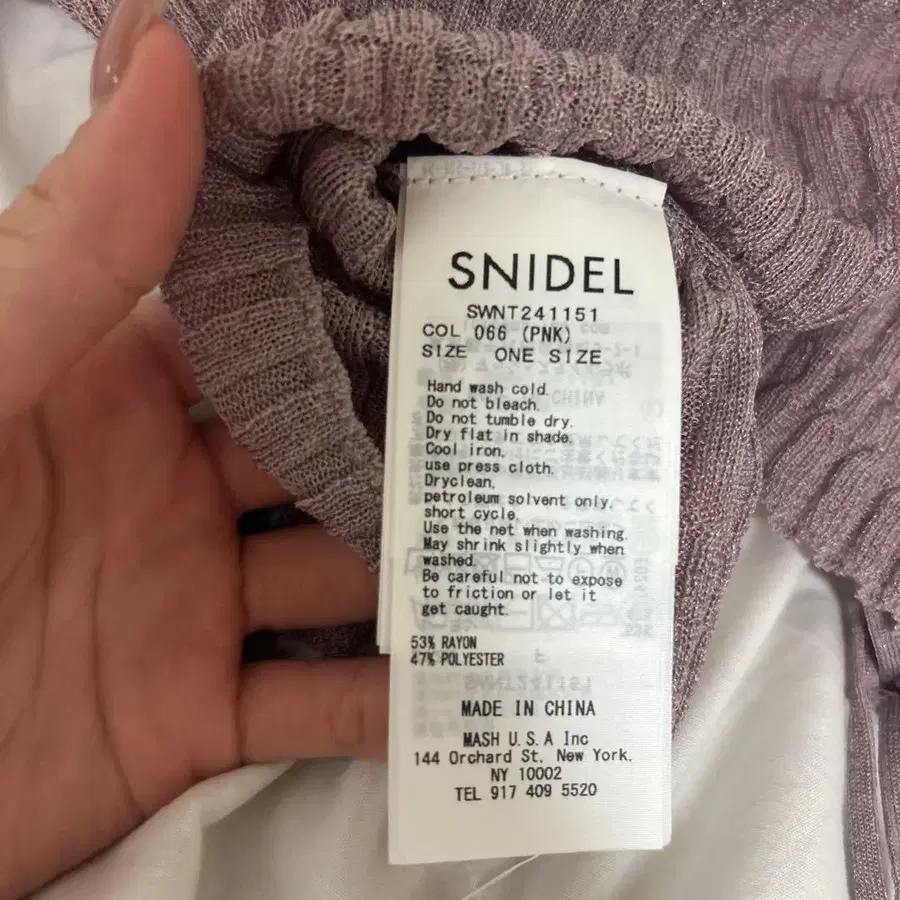 SNIDEL
SWNT241151
COL 066 (PNK)
SIZE ONE SIZE
Hand wash cold.
Do not bleach.
Do not tumble dry.
Dry flat in shade.
Cool iron,
use press cloth.
Dryclean,
petroleum solvent only,
short cycle.
Use the net when washing.
May shrink slightly when
washed.
Be careful not to expose
to friction or let it
get caught.
53% RAYON
47% POLYESTER
MADE IN CHINA
MASH U.S.A Inc
144 Orchard St. New York.
NY 10002
TEL 917 409 5520